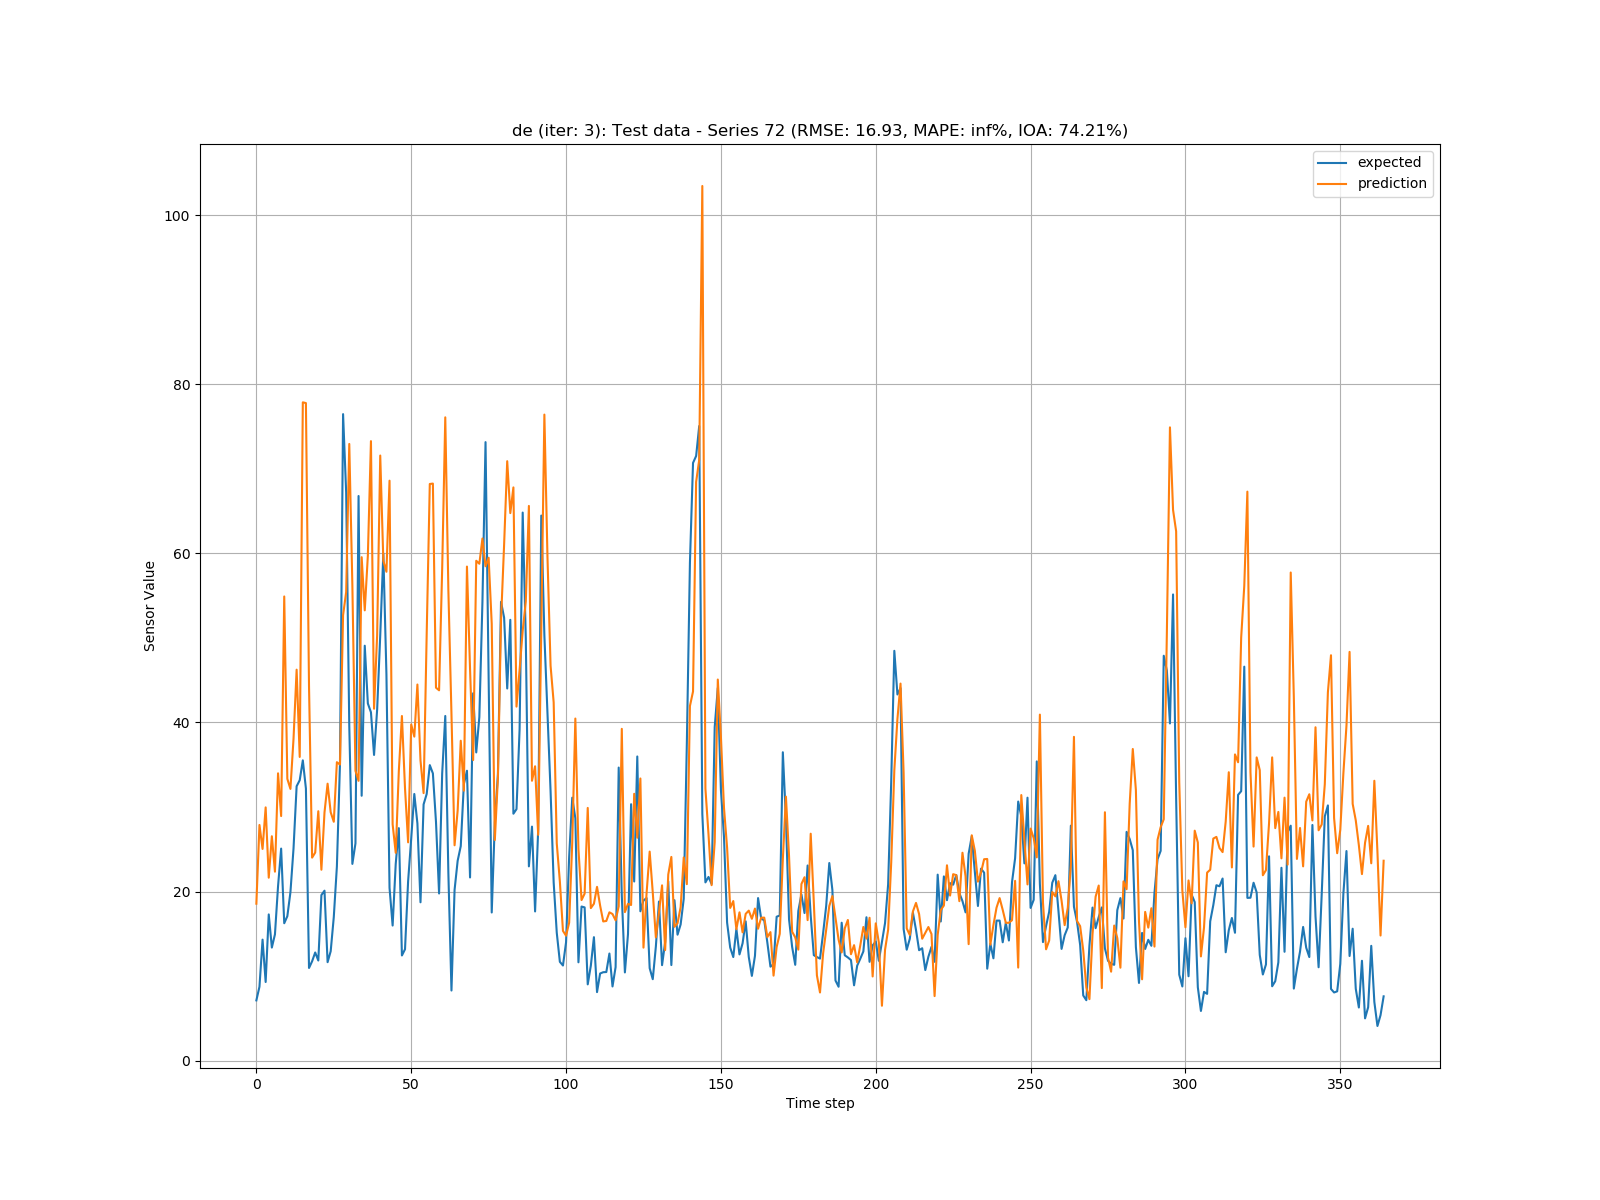 de (iter: 3): Test data - Series 72 (RMSE: 16.93, MAPE: inf%, IOA: 74.21%)
expected
prediction
100
80
60
40
20
0
Sensor Value
0 50 100 150 200 250 300 350
Time step